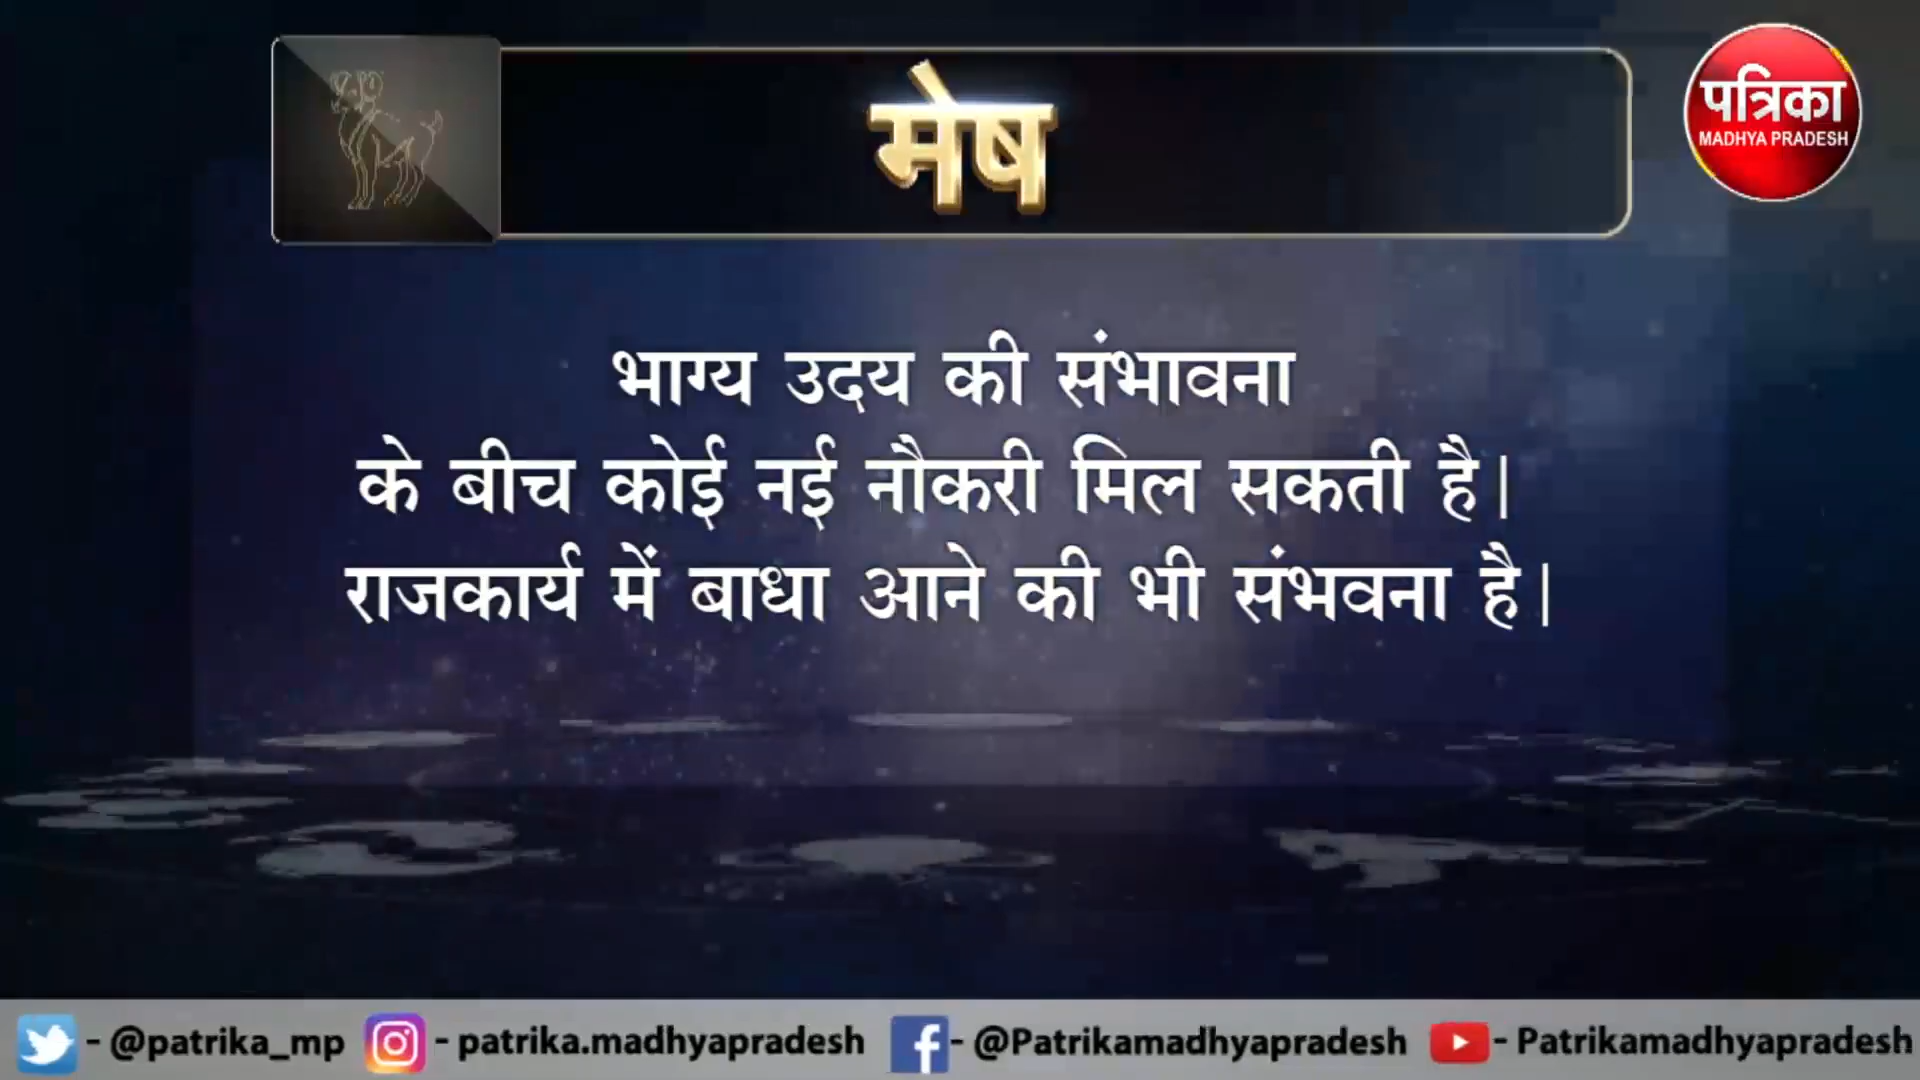 मेष
पत्रिका
MADHYA PRADESH
भाग्य उदय की संभावना
के बीच कोई नई नौकरी मिल सकती है|
राजकार्य में बाधा आने की भी संभवना है|
- @patrika_mp - patrika.madhyapradesh - @Patrikamadhyapradesh - Patrikamadhyapradesh